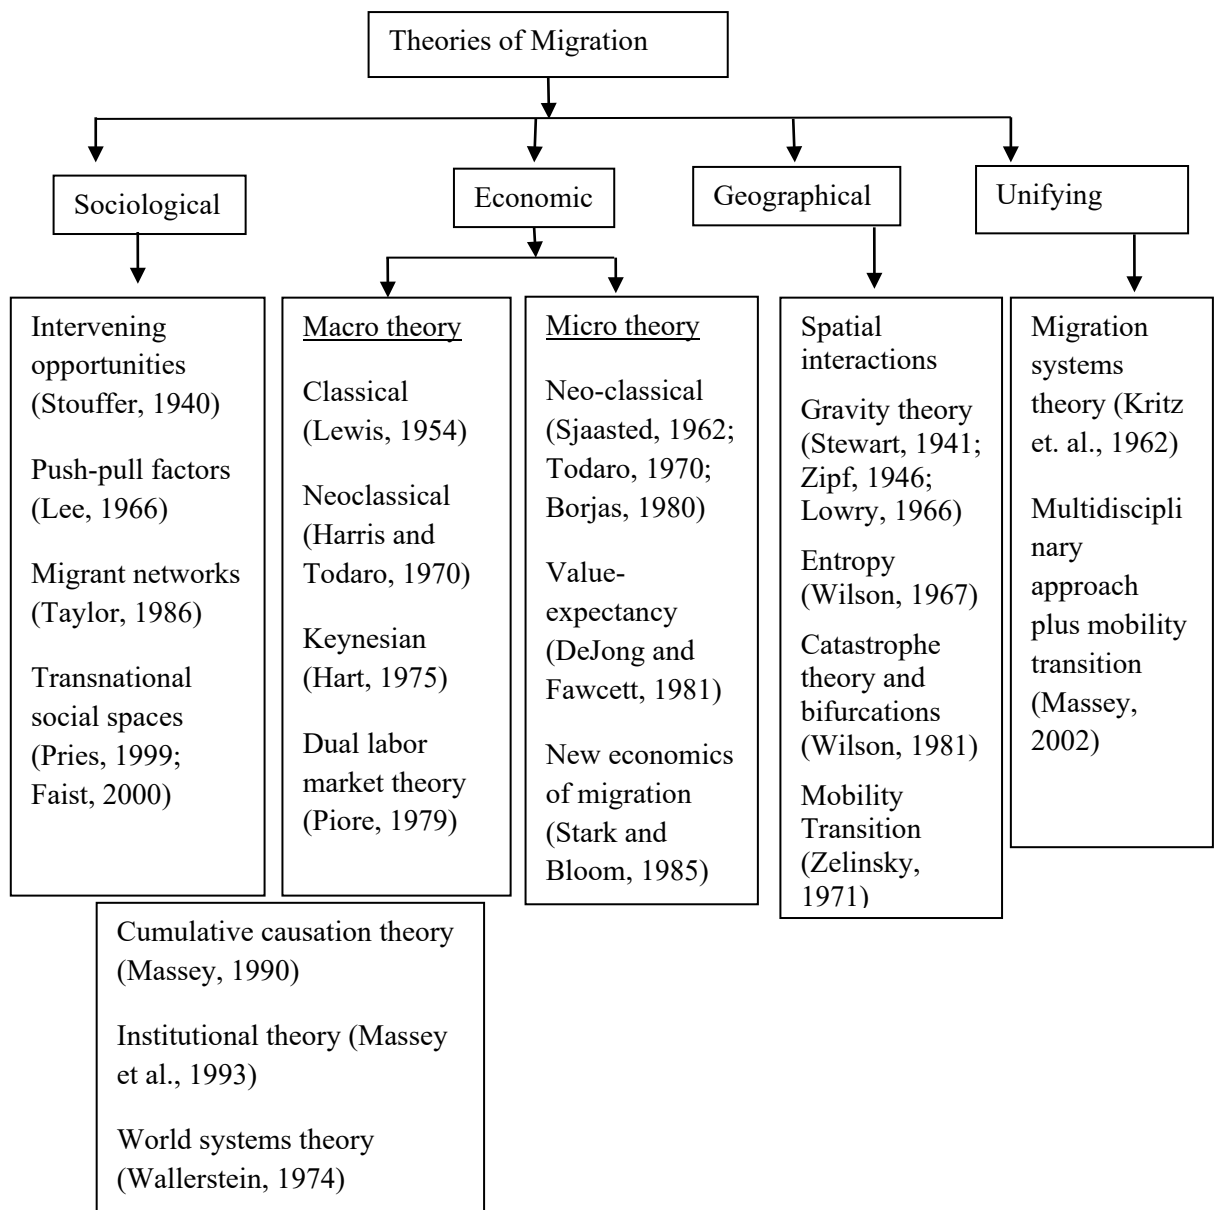 Theories of Migration
Sociological
Economic
Geographical
Unifying
Intervening
opportunities
(Stouffer, 1940)
Push-pull factors
(Lee, 1966)
Migrant networks
(Taylor, 1986)
Transnational
social spaces
(Pries, 1999;
Faist, 2000)
Macro theory
Classical
(Lewis, 1954)
Neoclassical
(Harris and
Todaro, 1970)
Keynesian
(Hart, 1975)
Dual labor
market theory
(Piore, 1979)
Micro theory
Neo-classical
(Sjaasted, 1962;
Todaro, 1970;
Borjas, 1980)
Value-
expectancy
(DeJong and
Fawcett, 1981)
New economics
of migration
(Stark and
Bloom, 1985)
Spatial
interactions
Gravity theory
(Stewart, 1941;
Zipf, 1946;
Lowry, 1966)
Entropy
(Wilson, 1967)
Catastrophe
theory and
bifurcations
(Wilson, 1981)
Mobility
Transition
(Zelinsky,
1971)
Migration
systems
theory (Kritz
et. al., 1962)
Multidiscipli
nary
approach
plus mobility
transition
(Massey,
2002)
Cumulative causation theory
(Massey, 1990)
Institutional theory (Massey
et al., 1993)
World systems theory
(Wallerstein, 1974)